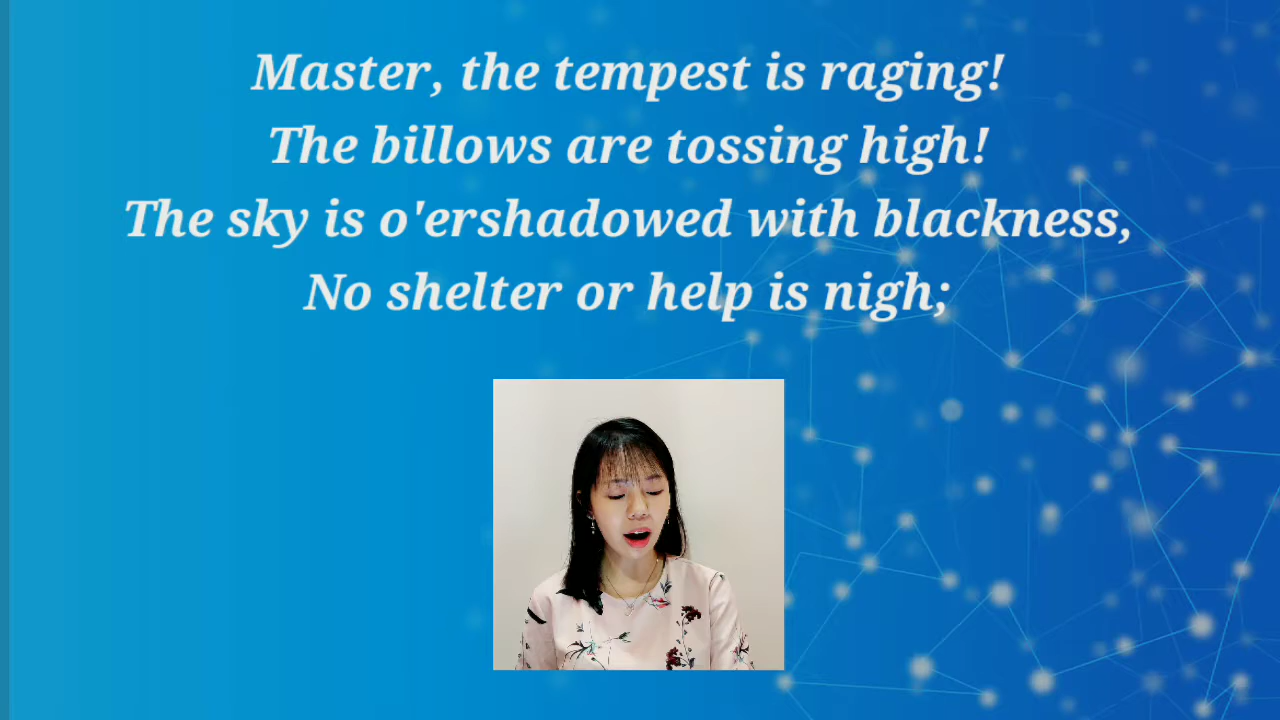 Master, the tempest is raging!
The billows are tossing high!
The sky is o'ershadowed with blackness,
No shelter or help is nigh;